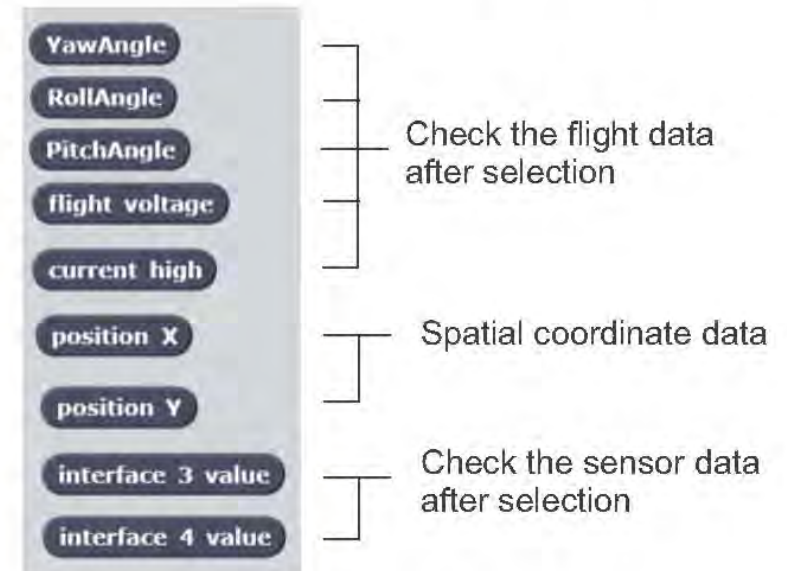 YawAngle
RollAngle
PitchAngle
flight voltage
current high
position X
position Y
interface 3 value
interface 4 value
Check the flight data
after selection
Spatial coordinate data
Check the sensor data
after selection